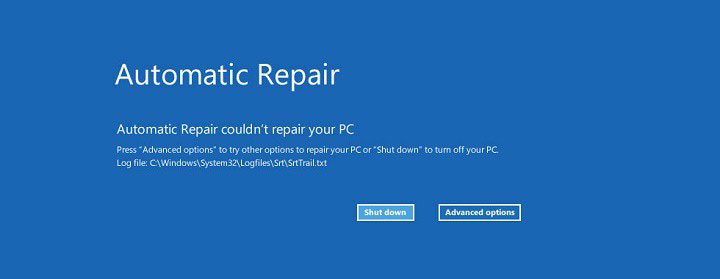 Automatic Repair
Automatic Repair couldn't repair your PC
Press "Advanced options" to try other options to repair your PC or "Shut down" to turn off your PC.
Log file: C:\Windows\System32\Logfiles\Srt\SrtTrail.txt
Shut down
Advanced options